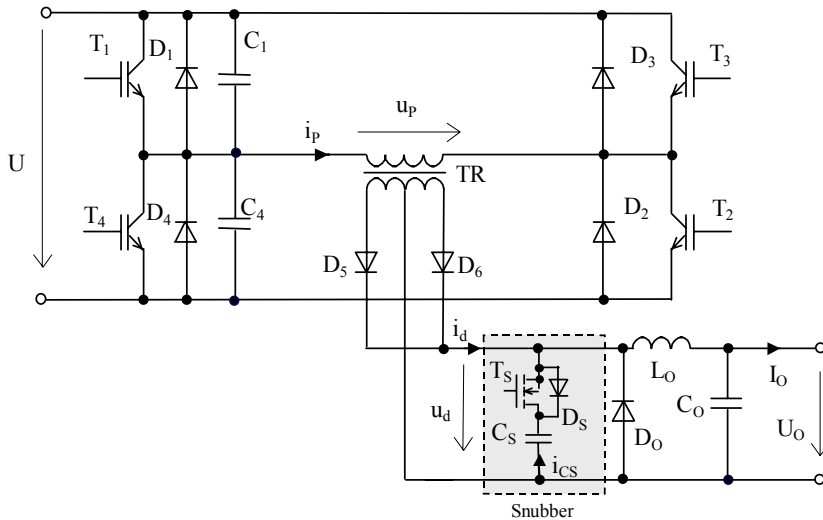 T1
D1
C1
D3
T3
uP
iP
TR
U
T4
D4
C4
D2
T2
D5
D6
id
TS
LO
IO
ud
DS
CO
CS
DO
UO
iCS
Snubber